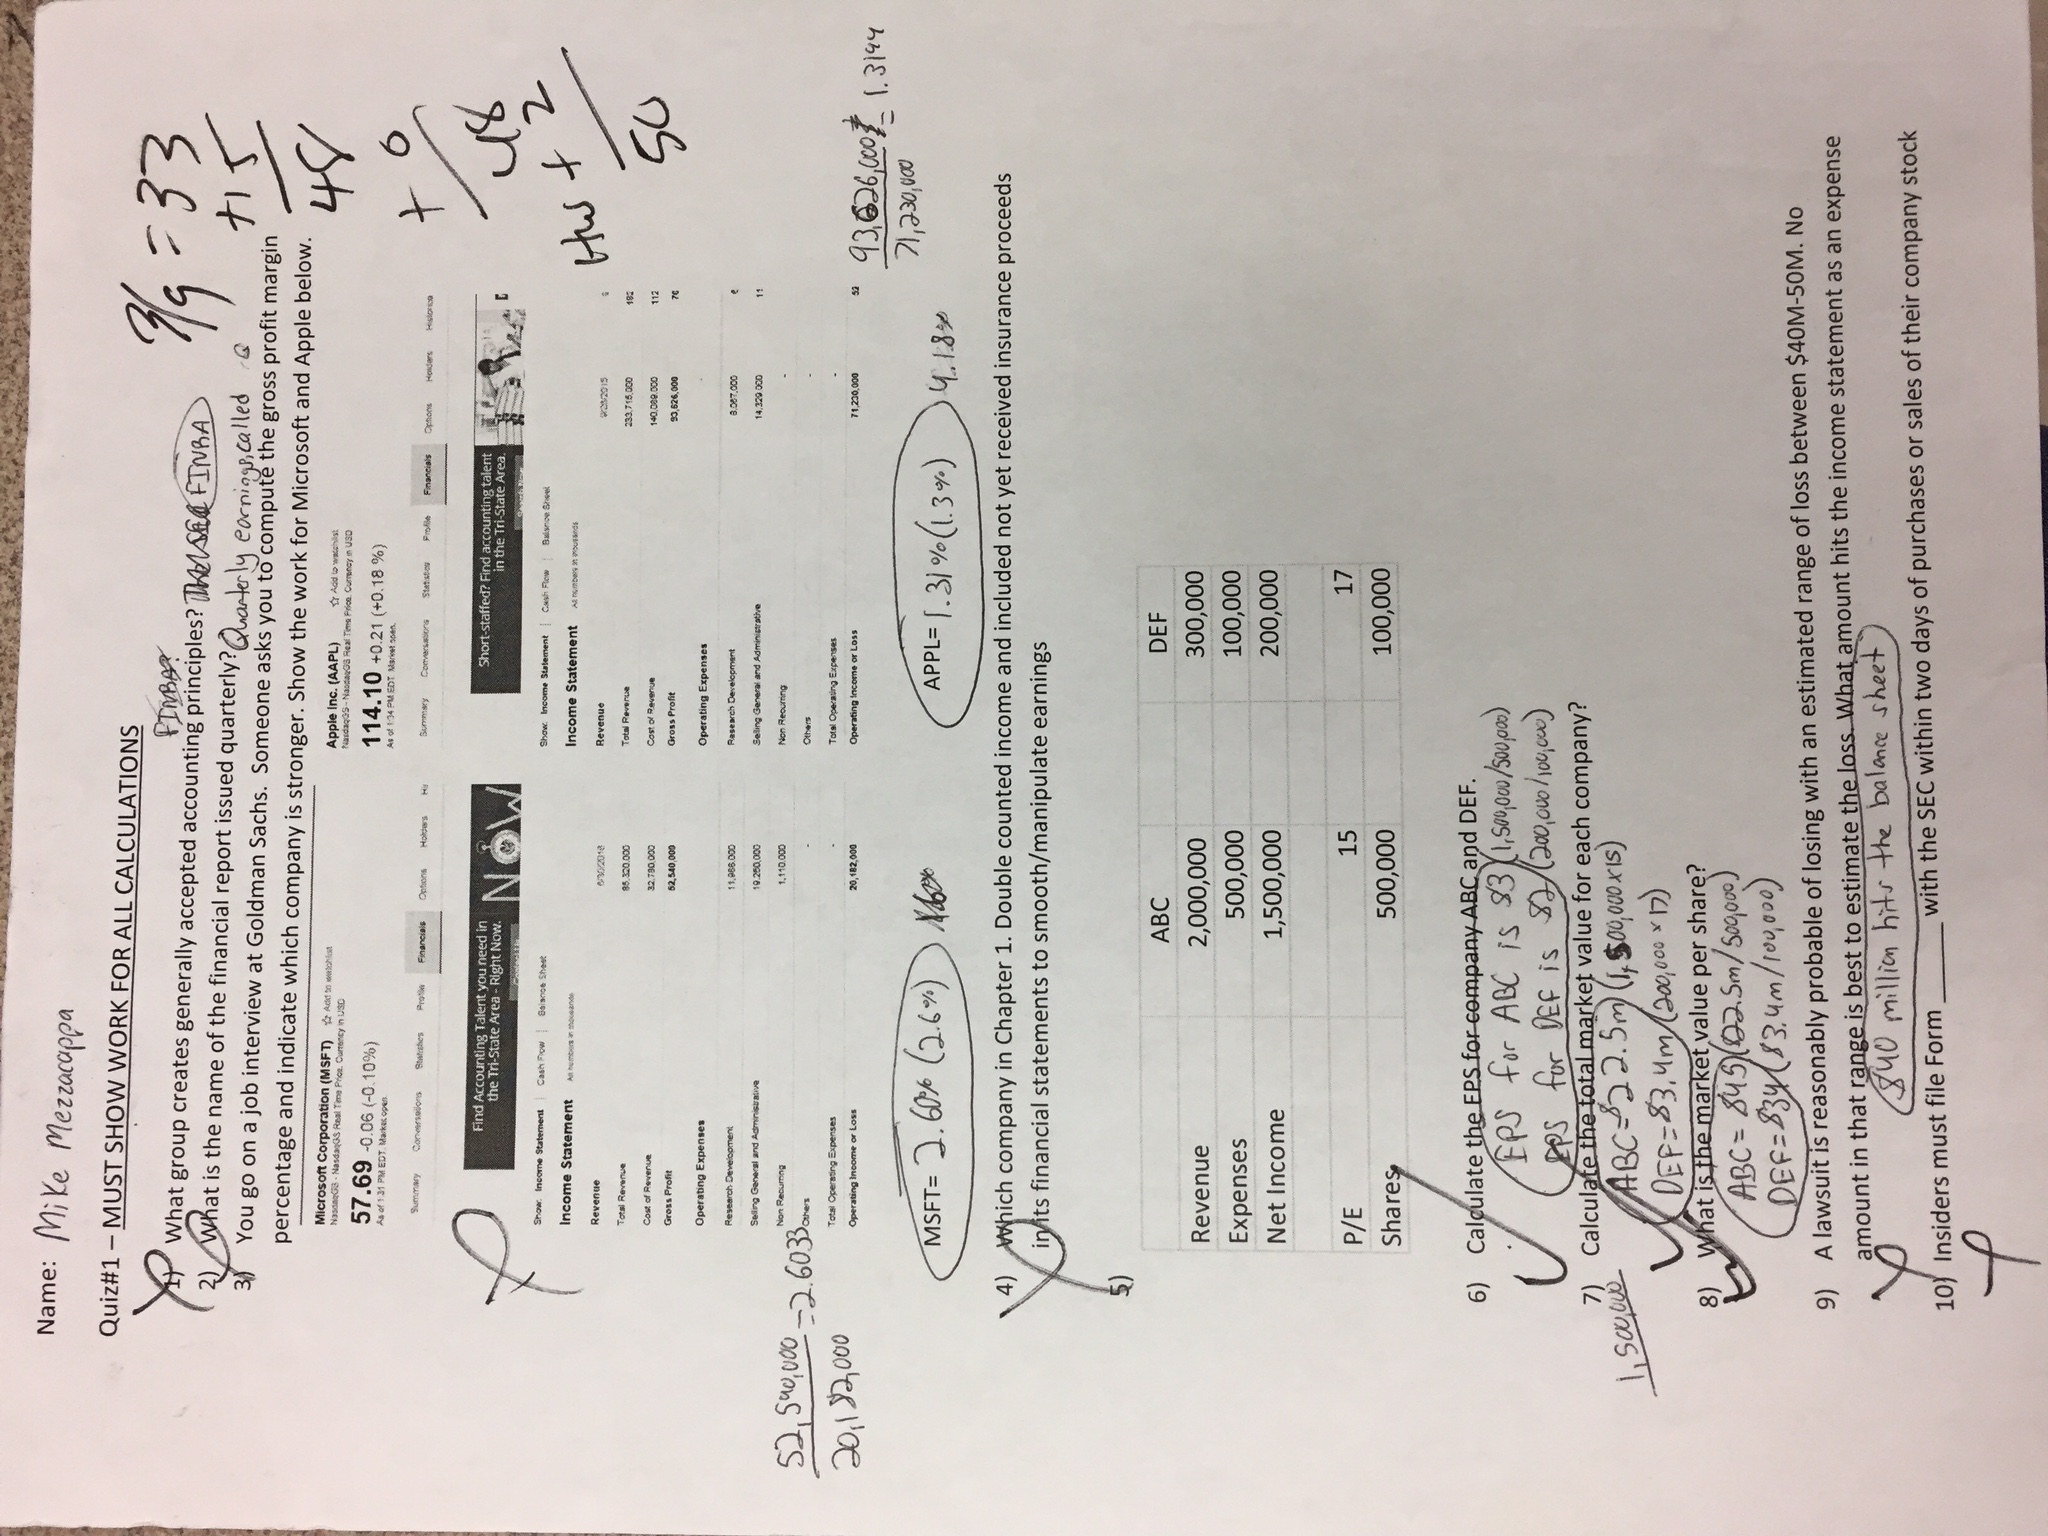 Name: Mike Mezzacappa
Quiz#1 – MUST SHOW WORK FOR ALL CALCULATIONS
3/9 = 33
+15
48
+ 0
48
HW + 2
50
FINBA?
1) What group creates generally accepted accounting principles? The SEC FINBA
2) What is the name of the financial report issued quarterly? Quarterly earnings, called Q
3) You go on a job interview at Goldman Sachs. Someone asks you to compute the gross profit margin
percentage and indicate which company is stronger. Show the work for Microsoft and Apple below.
Microsoft Corporation (MSFT) Add to watchlist
NasdaqGS - NasdaqGS Real Time Price. Currency in USD
57.69 -0.06 (-0.10%)
As of 1:31 PM EDT. Market open.
Summary Conversations Statistics Profile Financials Options Holders Hi
Find Accounting Talent you need in
the Tri-State Area - Right Now.
NOW
Show: Income Statement Cash Flow Balance Sheet
Income Statement All numbers in thousands
Revenue 6/30/2016
Total Revenue 85,320,000
Cost of Revenue 32,780,000
Gross Profit 52,540,000
Operating Expenses
Research Development 11,988,000
Selling General and Administrative 19,260,000
Non Recurring 1,110,000
Others -
Total Operating Expenses -
Operating Income or Loss 20,182,000
52,540,000 = 2.6033
20,182,000
Apple Inc. (AAPL) Add to watchlist
NasdaqGS - NasdaqGS Real Time Price. Currency in USD
114.10 +0.21 (+0.18 %)
As of 1:34 PM EDT. Market open.
Summary Conversations Statistics Profile Financials Options Holders Historica
Short-staffed? Find accounting talent
in the Tri-State Area.
Search Now
Show: Income Statement Cash Flow Balance Sheet
Income Statement All numbers in thousands
Revenue 9/26/2015
Total Revenue 233,715,000 182
Cost of Revenue 140,089,000 112
Gross Profit 93,626,000 70
Operating Expenses
Research Development 8,067,000
Selling General and Administrative 14,329,000 11
Non Recurring -
Others -
Total Operating Expenses -
Operating Income or Loss 71,230,000 52
93,626,000 = 1.3144
71,230,000
MSFT= 2.60% (2.6%)
APPL= 1.31% (1.3%) 4.18%
4) Which company in Chapter 1. Double counted income and included not yet received insurance proceeds
in its financial statements to smooth/manipulate earnings
5)
ABC DEF
Revenue 2,000,000 300,000
Expenses 500,000 100,000
Net Income 1,500,000 200,000
P/E 15 17
Shares 500,000 100,000
6) Calculate the EPS for company ABC and DEF.
EPS for ABC is $3 (1,500,000/500,000)
EPS for DEF is $2 (200,000/100,000)
7) Calculate the total market value for each company?
1,500,000
ABC=$22.5m (1,500,000x15)
DEF=$3.4m (200,000 x 17)
8) What is the market value per share?
ABC= $45 ($22.5m/500,000)
DEF=$34 ($3.4m/100,000)
9) A lawsuit is reasonably probable of losing with an estimated range of loss between $40M-50M. No
amount in that range is best to estimate the loss. What amount hits the income statement as an expense
$40 million hits the balance sheet
10) Insiders must file Form ______ with the SEC within two days of purchases or sales of their company stock